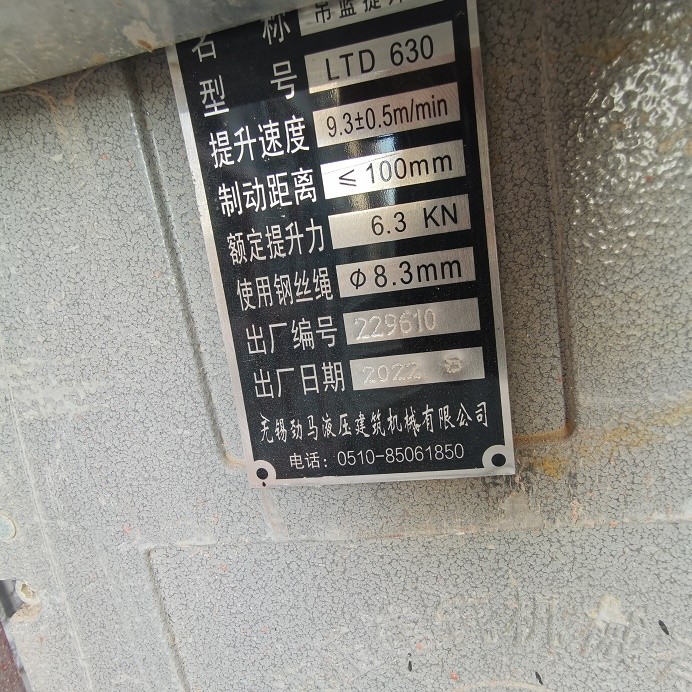 名 称 吊篮提升
型 号 LTD 630
提升速度 9.3±0.5m/min
制动距离 ≤100mm
额定提升力 6.3 KN
使用钢丝绳 Φ8.3mm
出厂编号 229610
出厂日期 2022
无锡劲马液压建筑机械有限公司
电话：0510-85061850